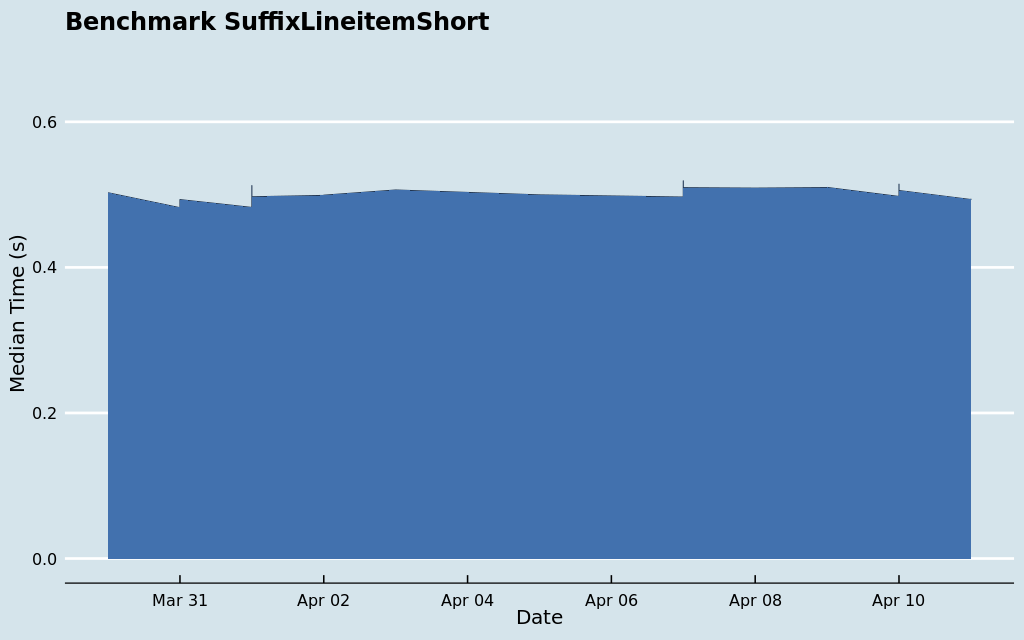 Benchmark SuffixLineitemShort
Median Time (s)
0.6
0.4
0.2
0.0
Mar 31
Apr 02
Apr 04
Apr 06
Apr 08
Apr 10
Date